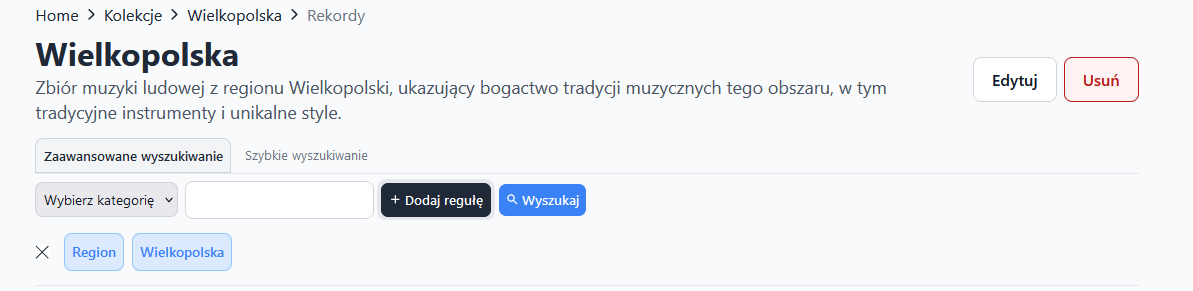 Home > Kolekcje > Wielkopolska > Rekordy
Wielkopolska
Zbiór muzyki ludowej z regionu Wielkopolski, ukazujący bogactwo tradycji muzycznych tego obszaru, w tym
tradycyjne instrumenty i unikalne style.
Edytuj
Usuń
Zaawansowane wyszukiwanie
Szybkie wyszukiwanie
Wybierz kategorię
+ Dodaj regułę
Wyszukaj
Region
Wielkopolska